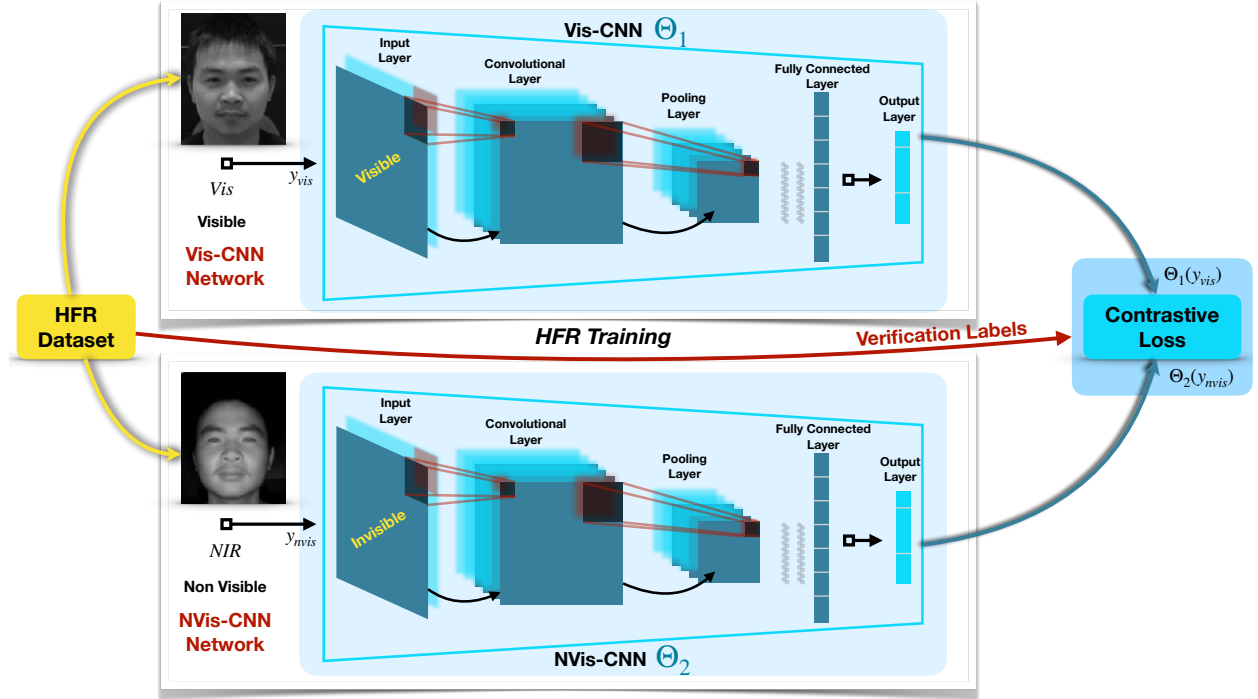 Vis-CNN Θ1
Input
Layer
Convolutional
Layer
Pooling
Layer
Fully Connected
Layer
Output
Layer
Visible
Vis
y_vis
Visible
Vis-CNN
Network
HFR
Dataset
HFR Training
Verification Labels
Θ1(y_vis)
Contrastive
Loss
Θ2(y_nvis)
Input
Layer
Convolutional
Layer
Pooling
Layer
Fully Connected
Layer
Output
Layer
Invisible
NIR
y_nvis
Non Visible
NVis-CNN
Network
NVis-CNN Θ2